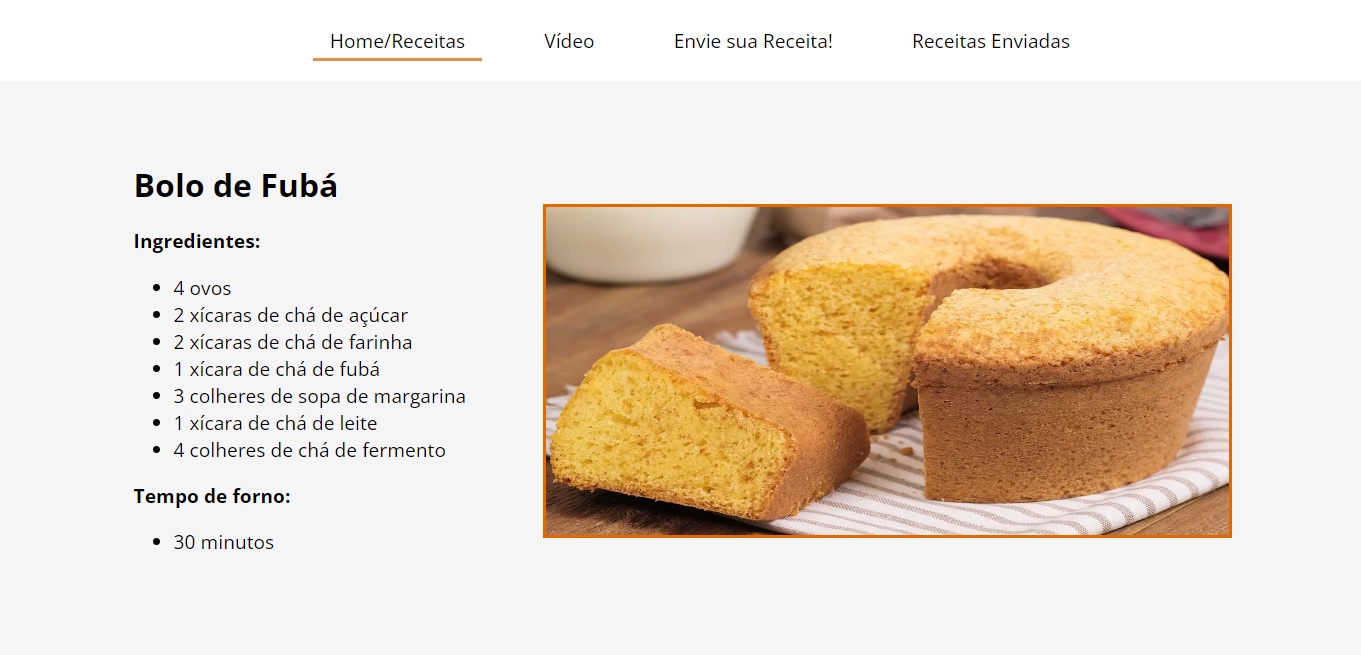 Home/Receitas Vídeo Envie sua Receita! Receitas Enviadas
Bolo de Fubá
Ingredientes:
4 ovos
2 xícaras de chá de açúcar
2 xícaras de chá de farinha
1 xícara de chá de fubá
3 colheres de sopa de margarina
1 xícara de chá de leite
4 colheres de chá de fermento
Tempo de forno:
30 minutos